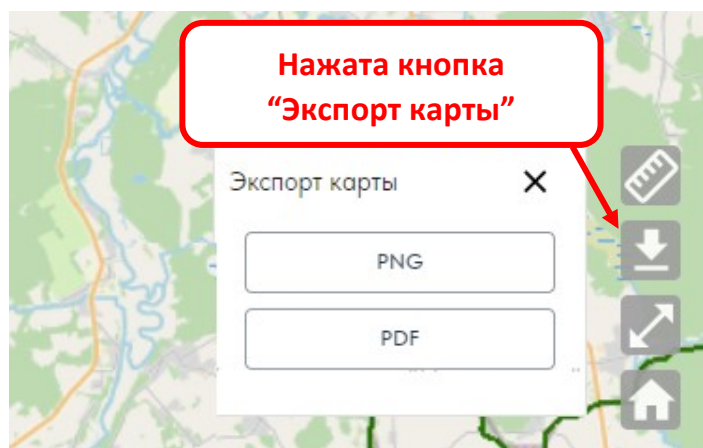 Нажата кнопка
“Экспорт карты”
Экспорт карты
PNG
PDF